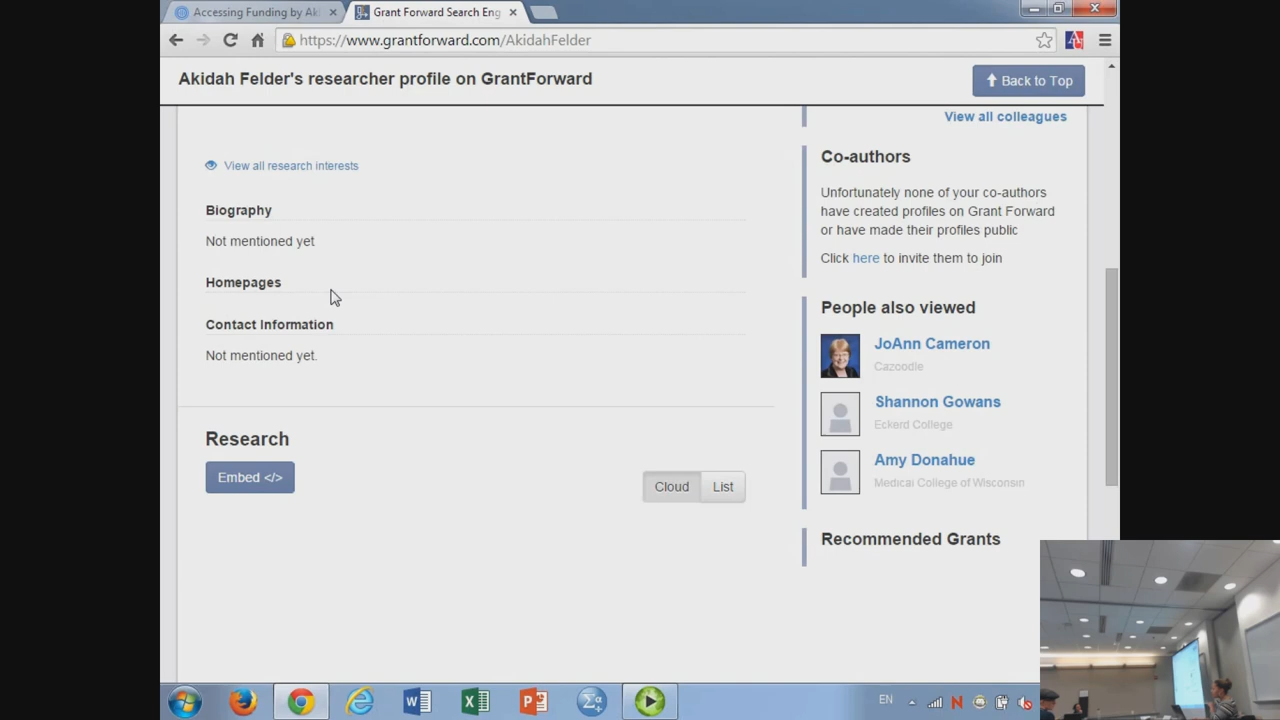 Accessing Funding by Ak
Grant Forward Search Eng
https://www.grantforward.com/AkidahFelder
Akidah Felder's researcher profile on GrantForward
Back to Top
View all colleagues
View all research interests
Biography
Not mentioned yet
Homepages
Contact Information
Not mentioned yet.
Research
Embed </>
Cloud
List
Co-authors
Unfortunately none of your co-authors
have created profiles on Grant Forward
or have made their profiles public
Click here to invite them to join
People also viewed
JoAnn Cameron
Cazoodle
Shannon Gowans
Eckerd College
Amy Donahue
Medical College of Wisconsin
Recommended Grants
EN